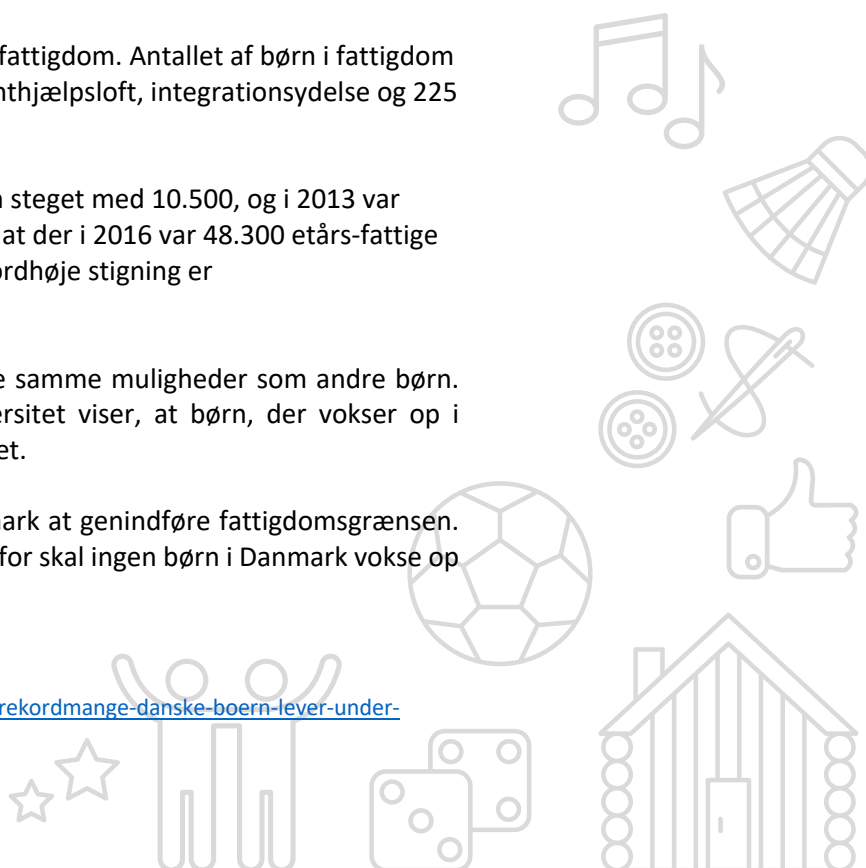 fattigdom. Antallet af børn i fattigdom
nthjælpsloft, integrationsydelse og 225
steget med 10.500, og i 2013 var
at der i 2016 var 48.300 etårs-fattige
ordhøje stigning er
e samme muligheder som andre børn.
ersitet viser, at børn, der vokser op i
et.
mark at genindføre fattigdomsgrænsen.
for skal ingen børn i Danmark vokse op
rekordmange-danske-boern-lever-under-